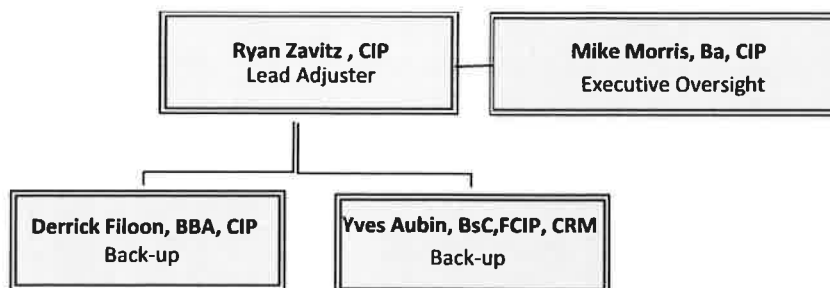 Ryan Zavitz , CIP
Lead Adjuster
Mike Morris, Ba, CIP
Executive Oversight
Derrick Filoon, BBA, CIP
Back-up
Yves Aubin, BsC,FCIP, CRM
Back-up